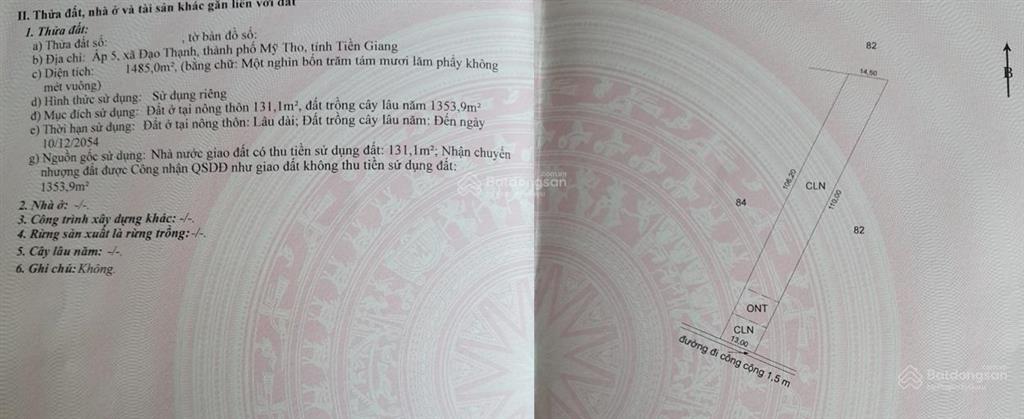 II. Thửa đất, nhà ở và tài sản khác gắn liền với đất
1. Thửa đất:
a) Thửa đất số: , tờ bản đồ số:
b) Địa chỉ: Ấp 5, xã Đạo Thạnh, thành phố Mỹ Tho, tỉnh Tiền Giang
c) Diện tích: 1485,0m², (bằng chữ: Một nghìn bốn trăm tám mươi lăm phẩy không
mét vuông)
d) Hình thức sử dụng: Sử dụng riêng
đ) Mục đích sử dụng: Đất ở tại nông thôn 131,1m², đất trồng cây lâu năm 1353,9m²
e) Thời hạn sử dụng: Đất ở tại nông thôn: Lâu dài; Đất trồng cây lâu năm: Đến ngày
10/12/2054
g) Nguồn gốc sử dụng: Nhà nước giao đất có thu tiền sử dụng đất: 131,1m²; Nhận chuyển
nhượng đất được Công nhận QSDĐ như giao đất không thu tiền sử dụng đất:
1353,9m²
2. Nhà ở: -/-.
3. Công trình xây dựng khác: -/-.
4. Rừng sản xuất là rừng trồng: -/-.
5. Cây lâu năm: -/-.
6. Ghi chú: Không.
82
14,50
B
106,20
CLN
110,00
84
82
ONT
CLN
13,00
đường đi công cộng 1,5 m
Batdongsan
.com.vn
Batdongsan